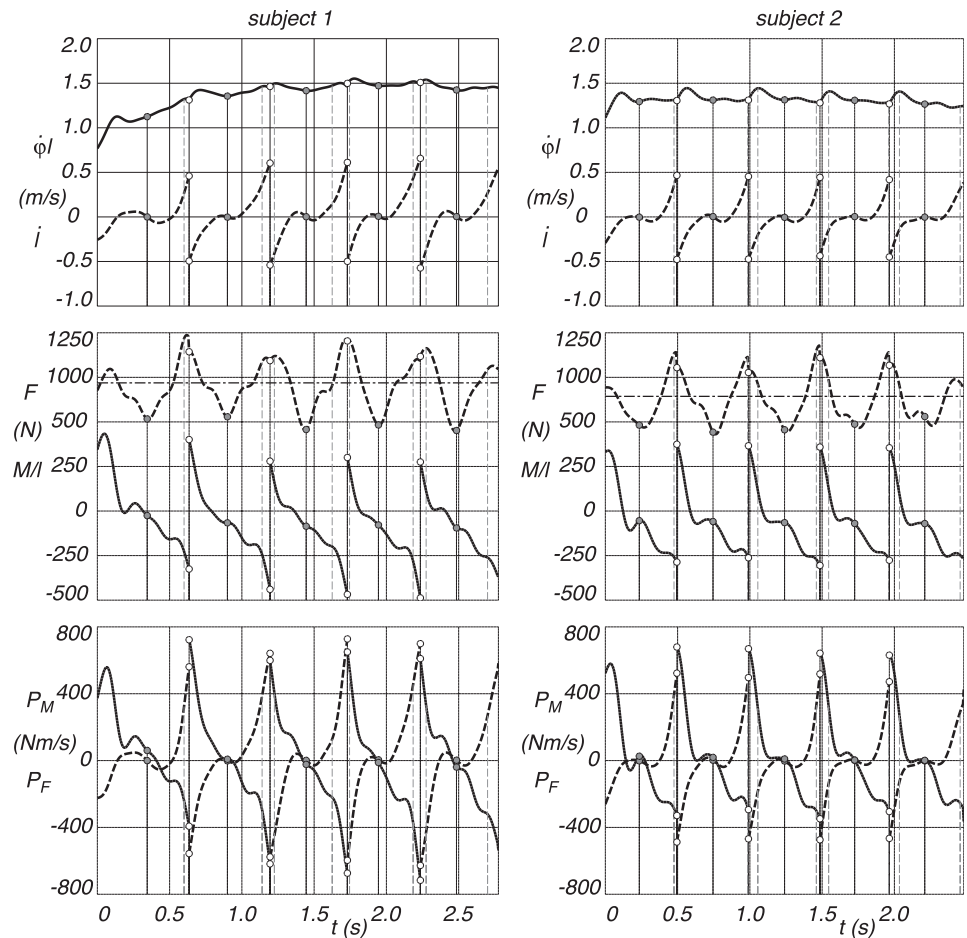 subject 1
subject 2
2.0
1.5
1.0
φ̇l
0.5
(m/s)
0
l̇
-0.5
-1.0
2.0
1.5
1.0
φ̇l
0.5
(m/s)
0
l̇
-0.5
-1.0
1250
1000
F
(N)
500
M/l
250
0
-250
-500
1250
1000
F
(N)
500
M/l
250
0
-250
-500
800
P_M
400
(Nm/s)
0
P_F
-400
-800
0 0.5 1.0 1.5 2.0 2.5
t (s)
800
P_M
400
(Nm/s)
0
P_F
-400
-800
0 0.5 1.0 1.5 2.0
t (s)